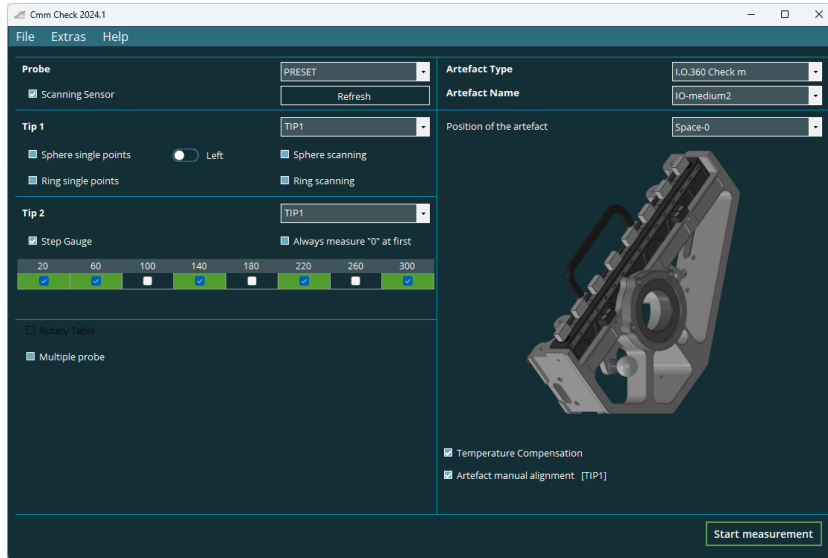 Cmm Check 2024.1
File Extras Help
Probe PRESET
Scanning Sensor Refresh
Tip 1 TIP1
Sphere single points Left Sphere scanning
Ring single points Ring scanning
Tip 2 TIP1
Step Gauge Always measure "0" at first
20 60 100 140 180 220 260 300
Rotary Table
Multiple probe
Artefact Type I.O.360 Check m
Artefact Name IO-medium2
Position of the artefact Space-0
Temperature Compensation
Artefact manual alignment [TIP1]
Start measurement